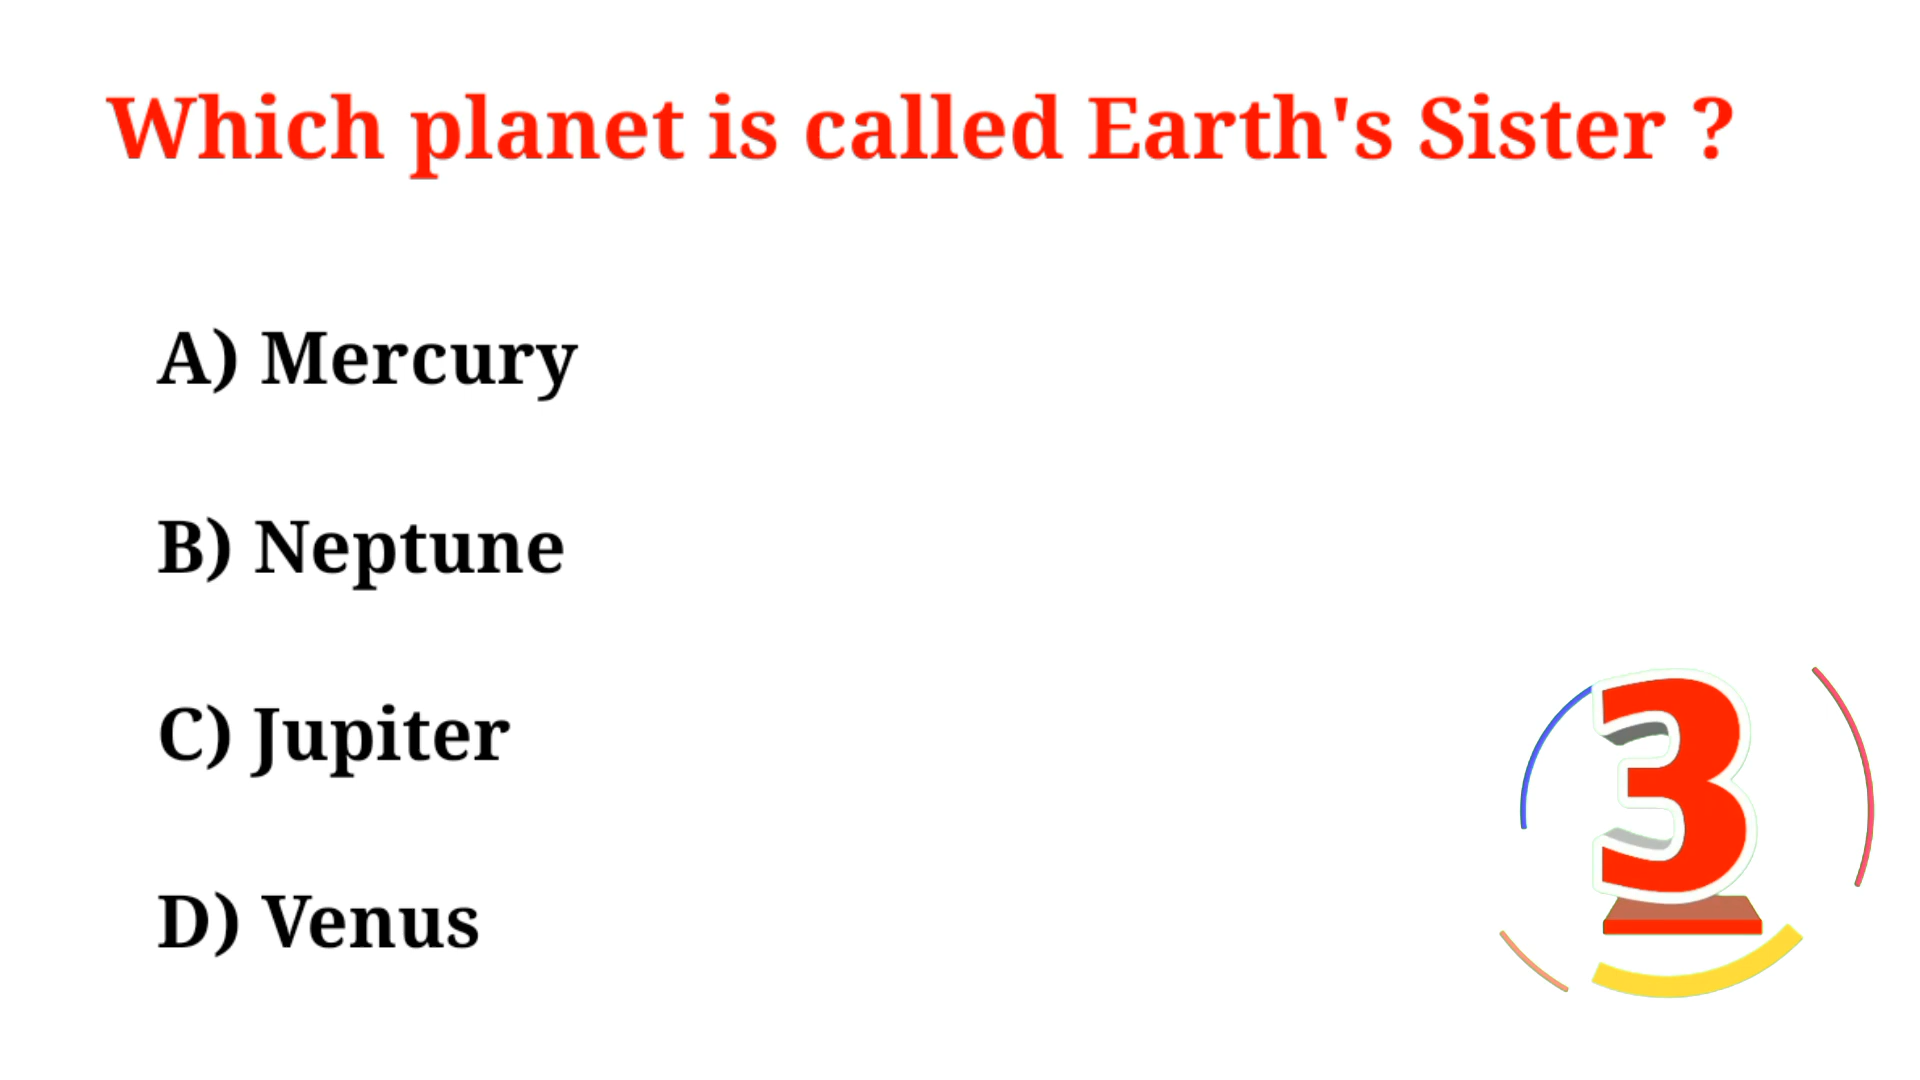 Which planet is called Earth's Sister ?
A) Mercury
B) Neptune
C) Jupiter
D) Venus
3